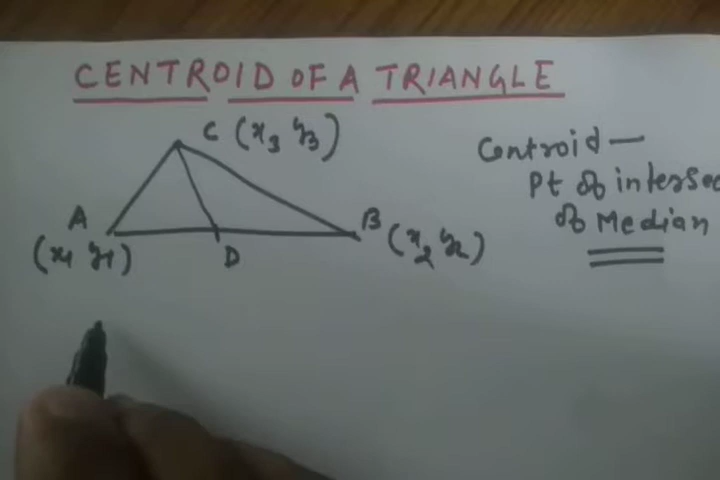 CENTROID OF A TRIANGLE
C (x3 y3)
Centroid —
Pt of intersec
of Median
A
B
(x1 y1)
D
(x2 y2)